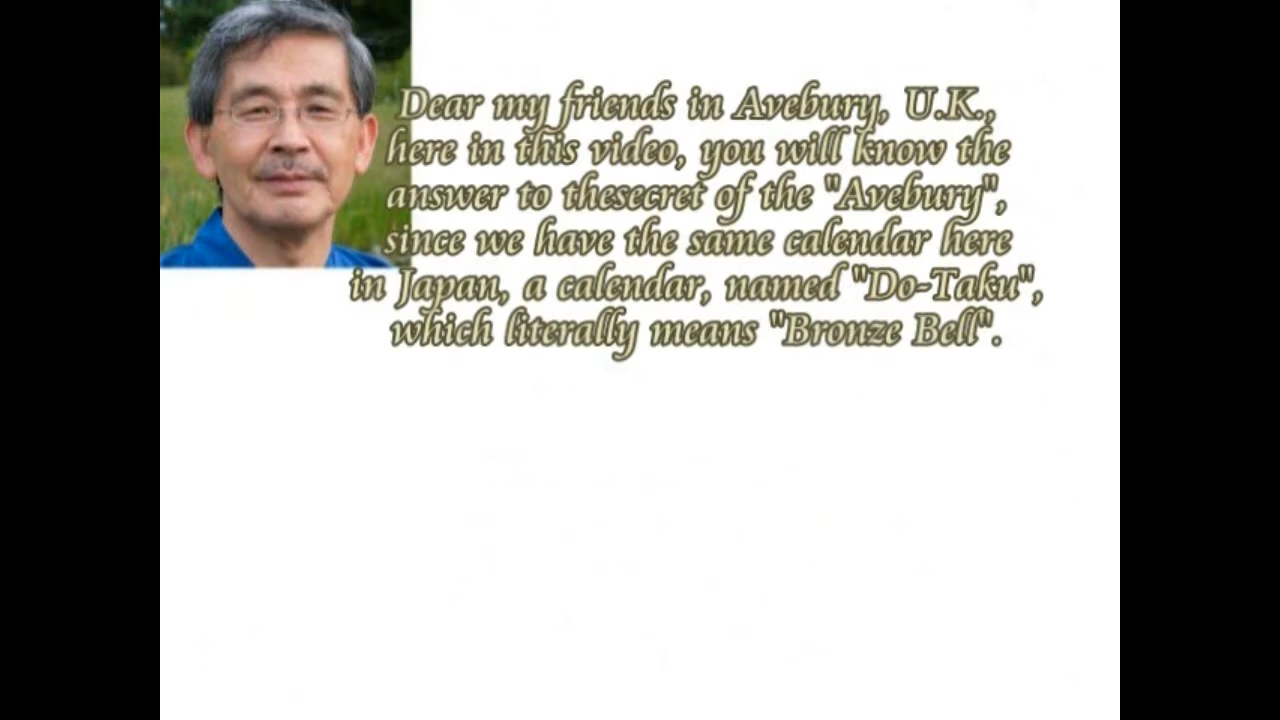 Dear my friends in Avebury, U.K.,
here in this video, you will know the
answer to thesecret of the "Avebury",
since we have the same calendar here
in Japan, a calendar, named "Do-Taku",
which literally means "Bronze Bell".